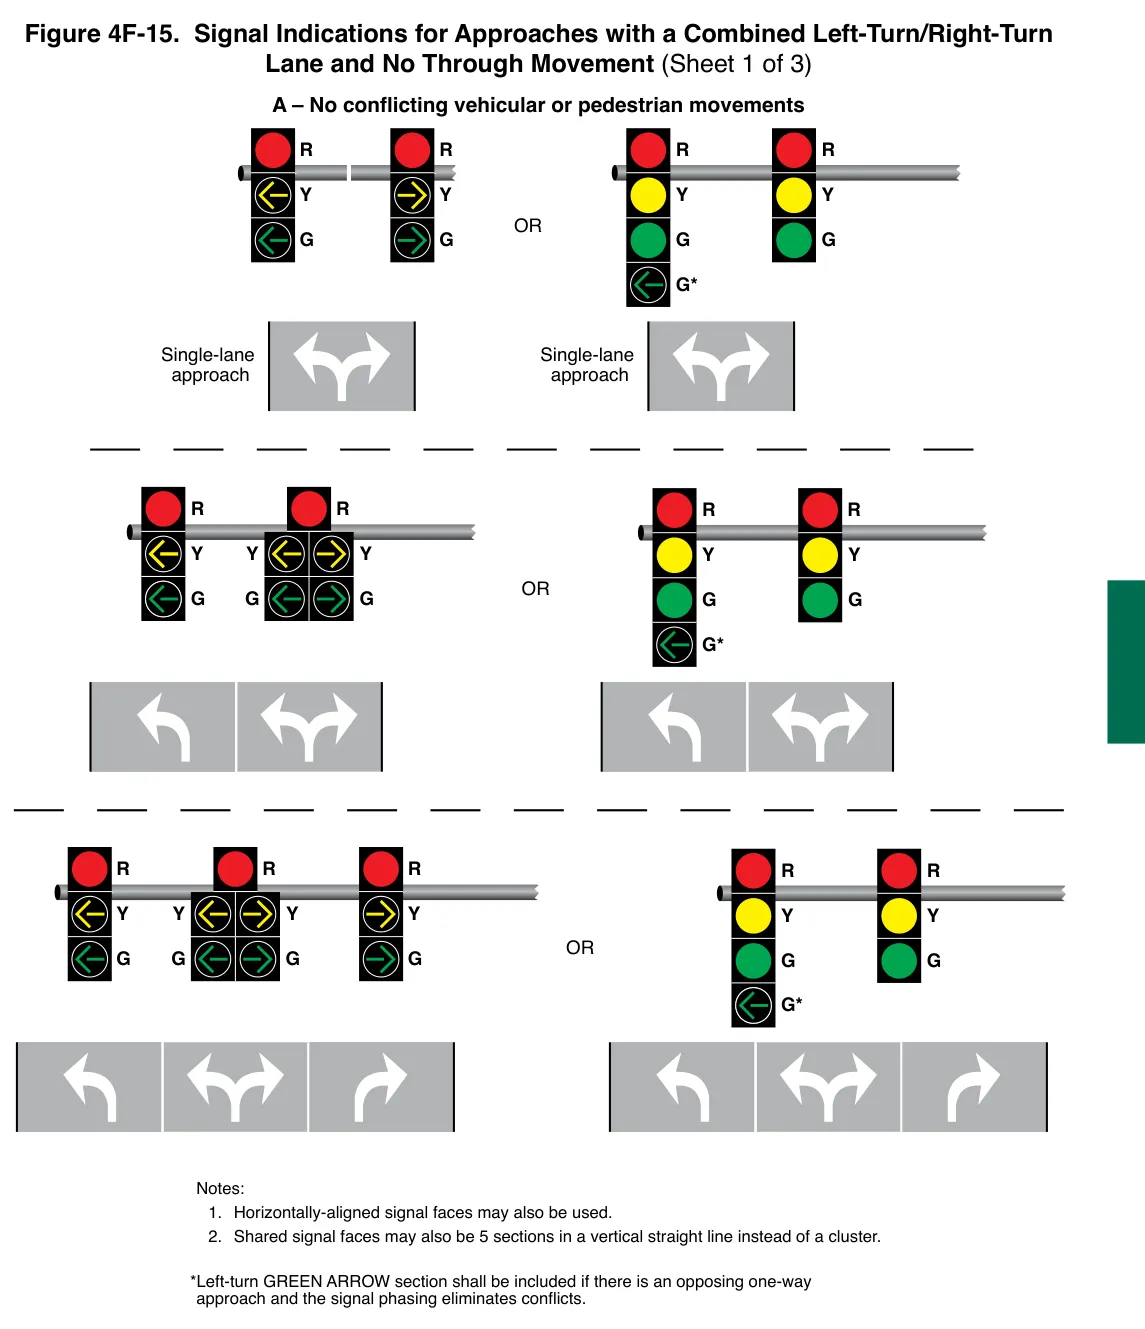 Figure 4F-15. Signal Indications for Approaches with a Combined Left-Turn/Right-Turn
Lane and No Through Movement (Sheet 1 of 3)
A – No conflicting vehicular or pedestrian movements
R R R R
Y Y OR Y Y
G G G G
G*
Single-lane
approach
Single-lane
approach
R R R R
Y Y Y OR Y Y
G G G G G
G*
R R R R R
Y Y Y Y OR Y Y
G G G G G G
G*
Notes:
1. Horizontally-aligned signal faces may also be used.
2. Shared signal faces may also be 5 sections in a vertical straight line instead of a cluster.
*Left-turn GREEN ARROW section shall be included if there is an opposing one-way
approach and the signal phasing eliminates conflicts.